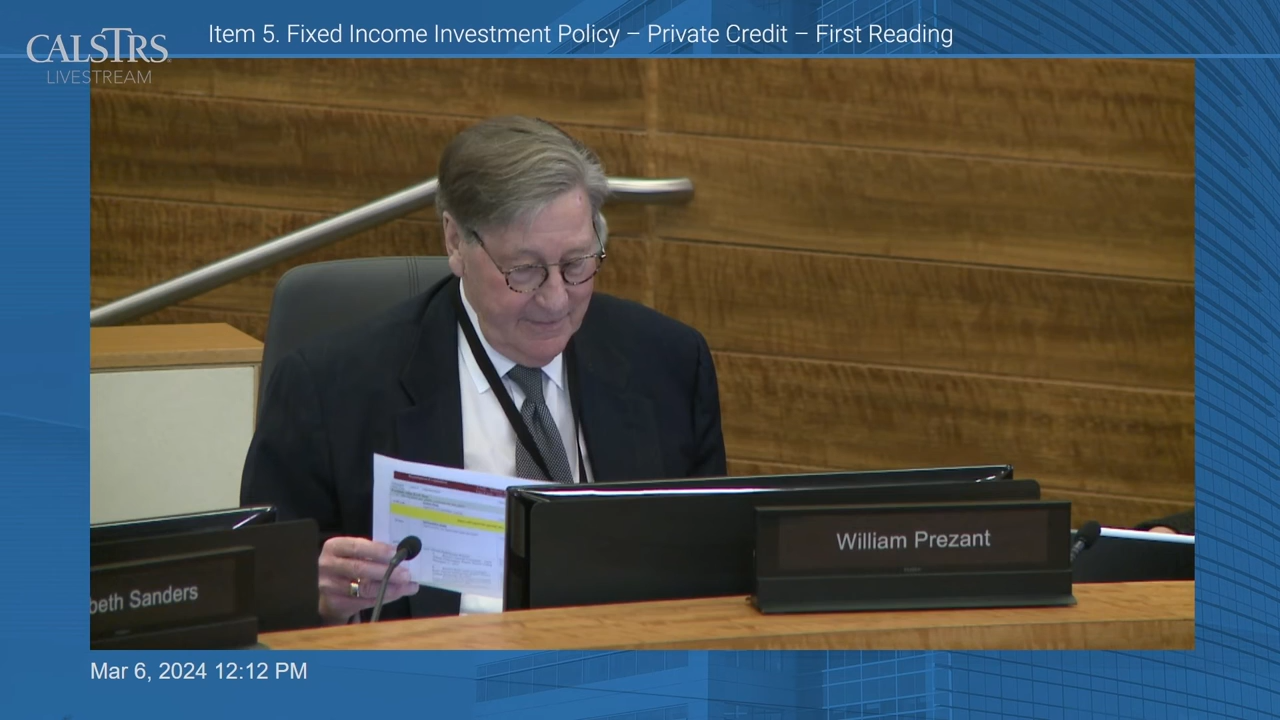 Item 5. Fixed Income Investment Policy – Private Credit – First Reading
CALSTRS
LIVESTREAM
William Prezant
beth Sanders
Mar 6, 2024 12:12 PM